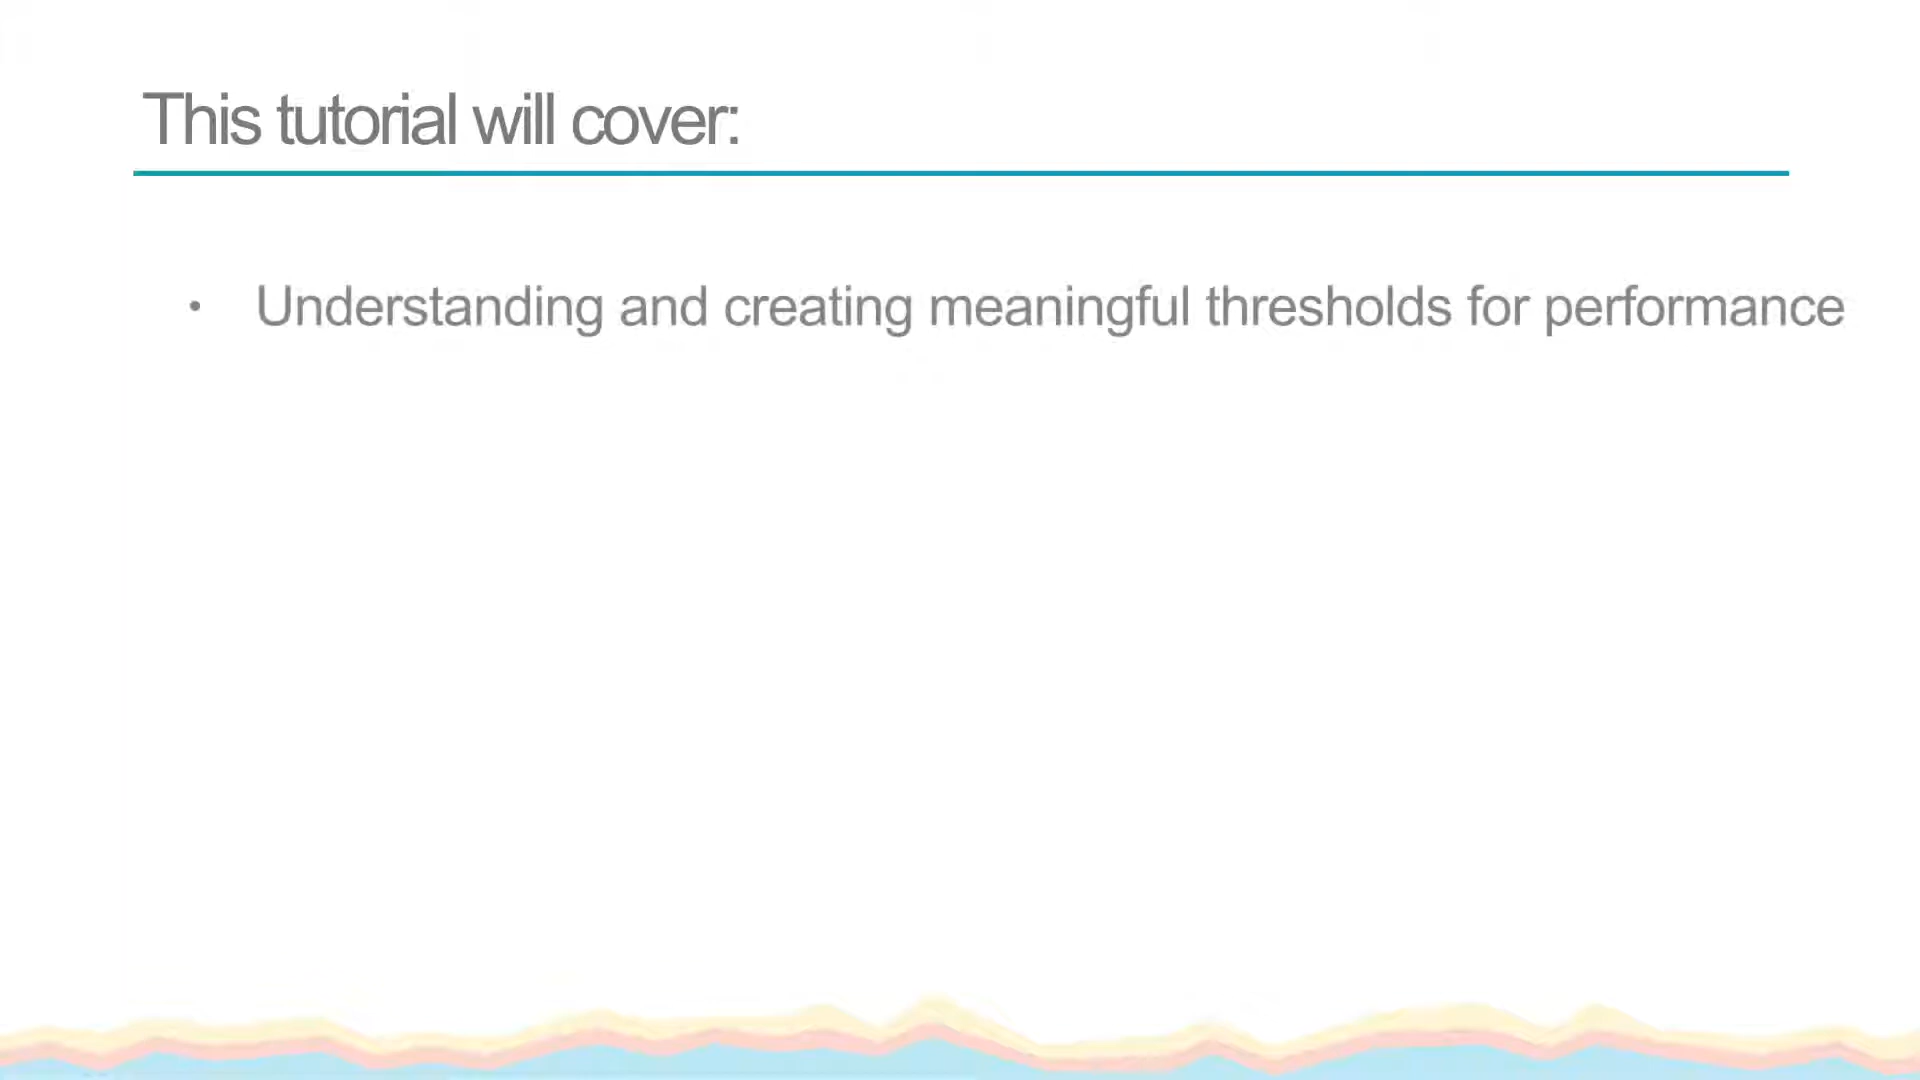 This tutorial will cover:
• Understanding and creating meaningful thresholds for performance